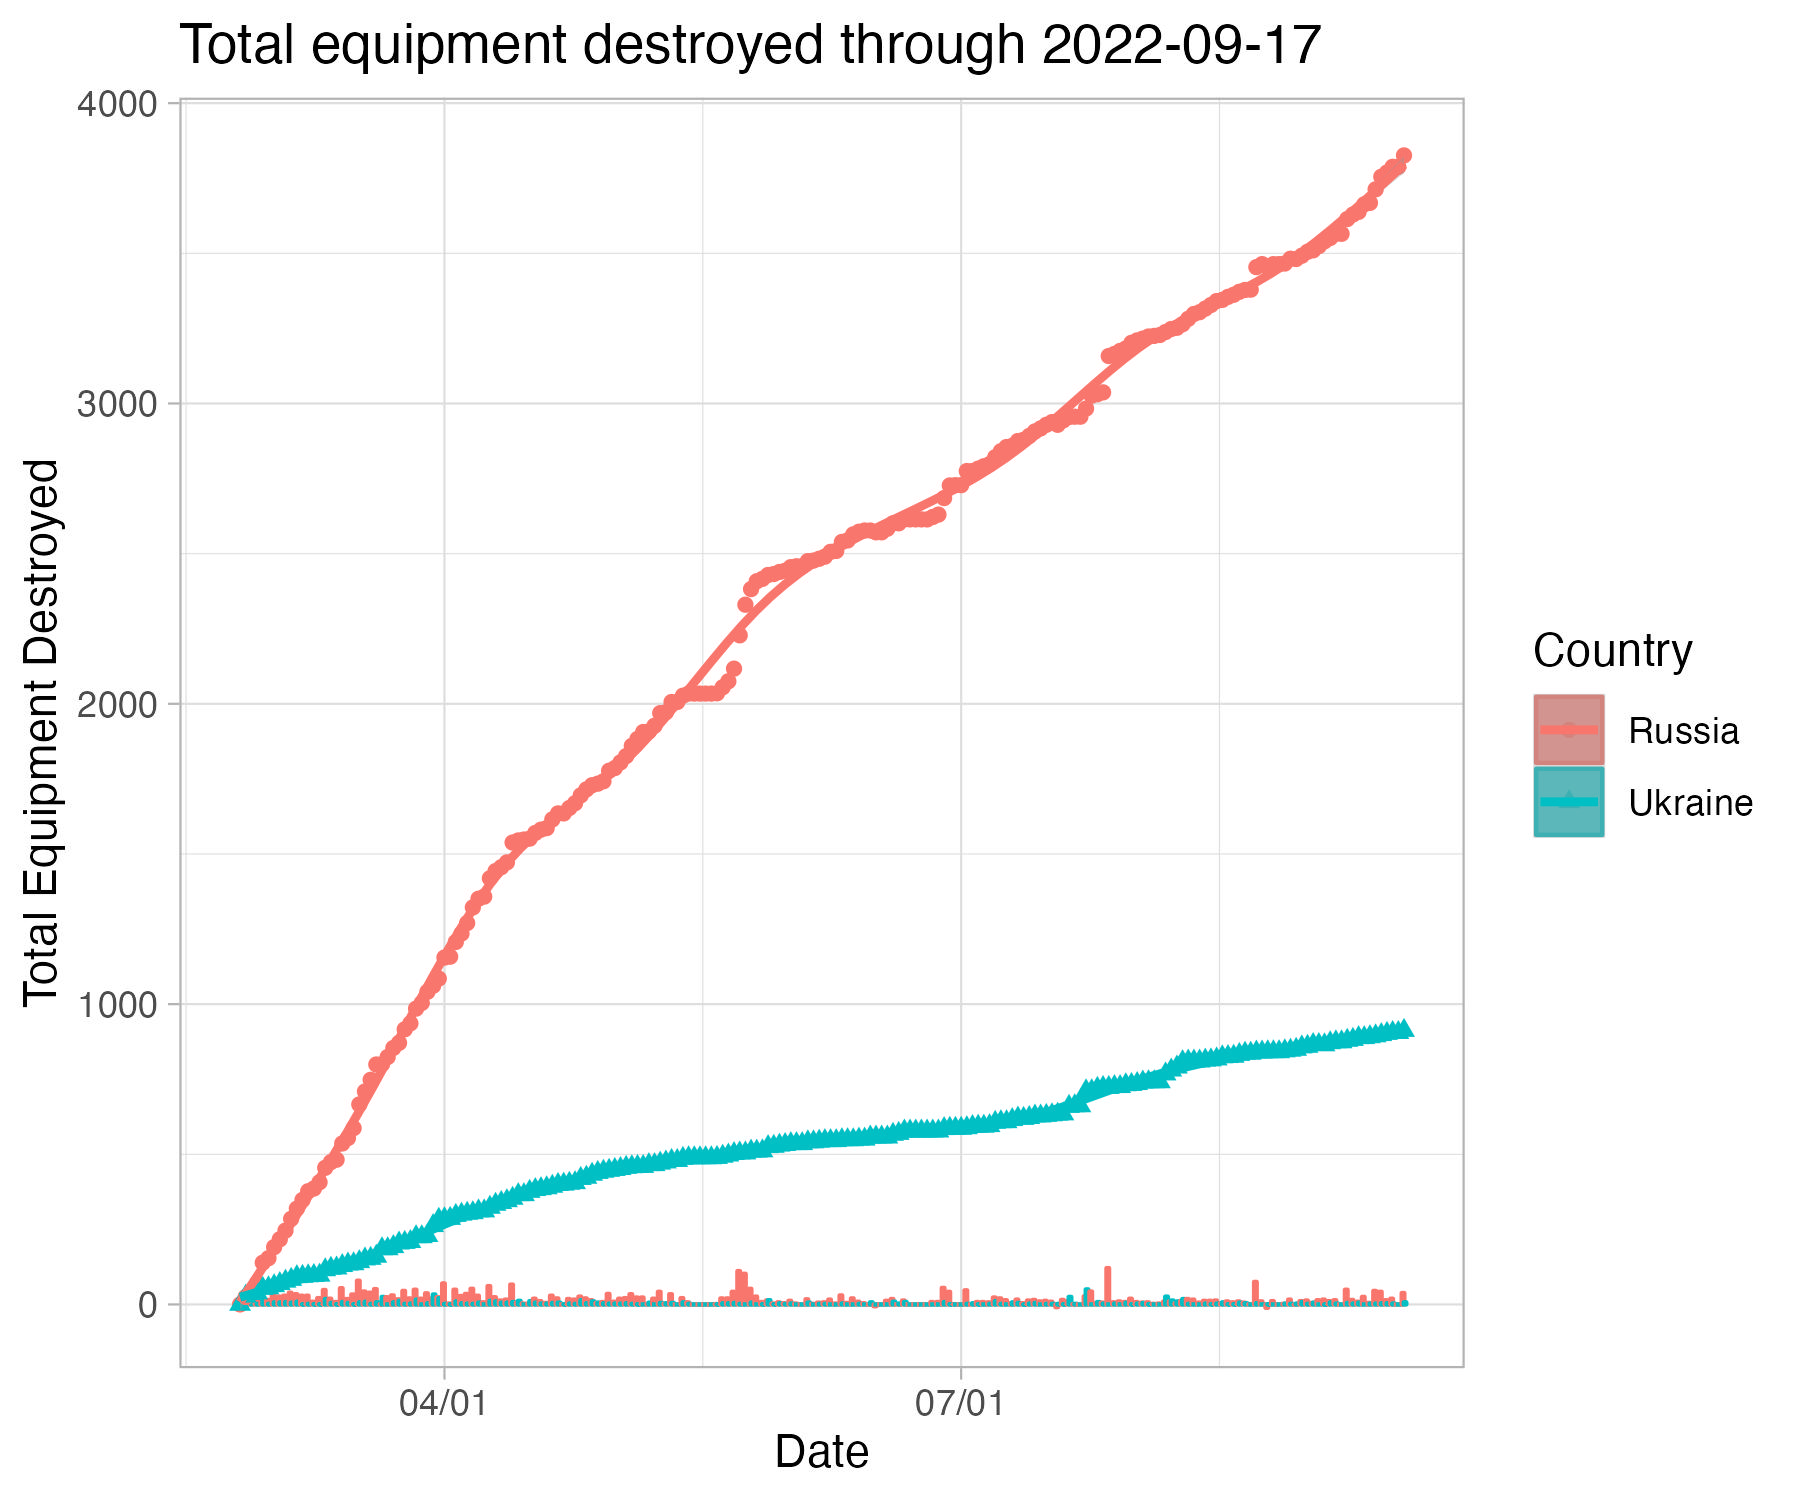 Total equipment destroyed through 2022-09-17
Total Equipment Destroyed
4000
3000
2000
1000
0
04/01
07/01
Date
Country
Russia
Ukraine